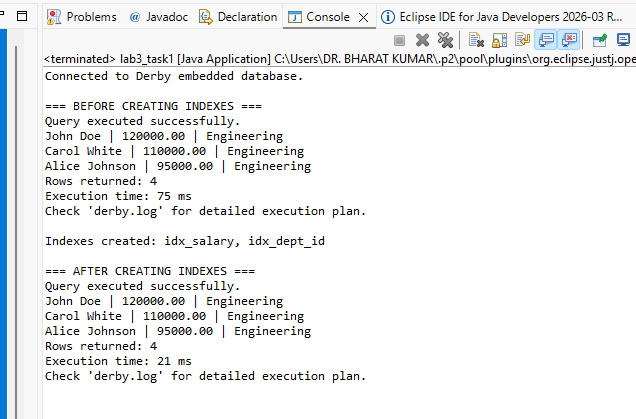 Problems @ Javadoc Declaration Console Eclipse IDE for Java Developers 2026-03 R...
<terminated> lab3_task1 [Java Application] C:\Users\DR. BHARAT KUMAR\.p2\pool\plugins\org.eclipse.justj.ope
Connected to Derby embedded database.
=== BEFORE CREATING INDEXES ===
Query executed successfully.
John Doe | 120000.00 | Engineering
Carol White | 110000.00 | Engineering
Alice Johnson | 95000.00 | Engineering
Rows returned: 4
Execution time: 75 ms
Check 'derby.log' for detailed execution plan.
Indexes created: idx_salary, idx_dept_id
=== AFTER CREATING INDEXES ===
Query executed successfully.
John Doe | 120000.00 | Engineering
Carol White | 110000.00 | Engineering
Alice Johnson | 95000.00 | Engineering
Rows returned: 4
Execution time: 21 ms
Check 'derby.log' for detailed execution plan.